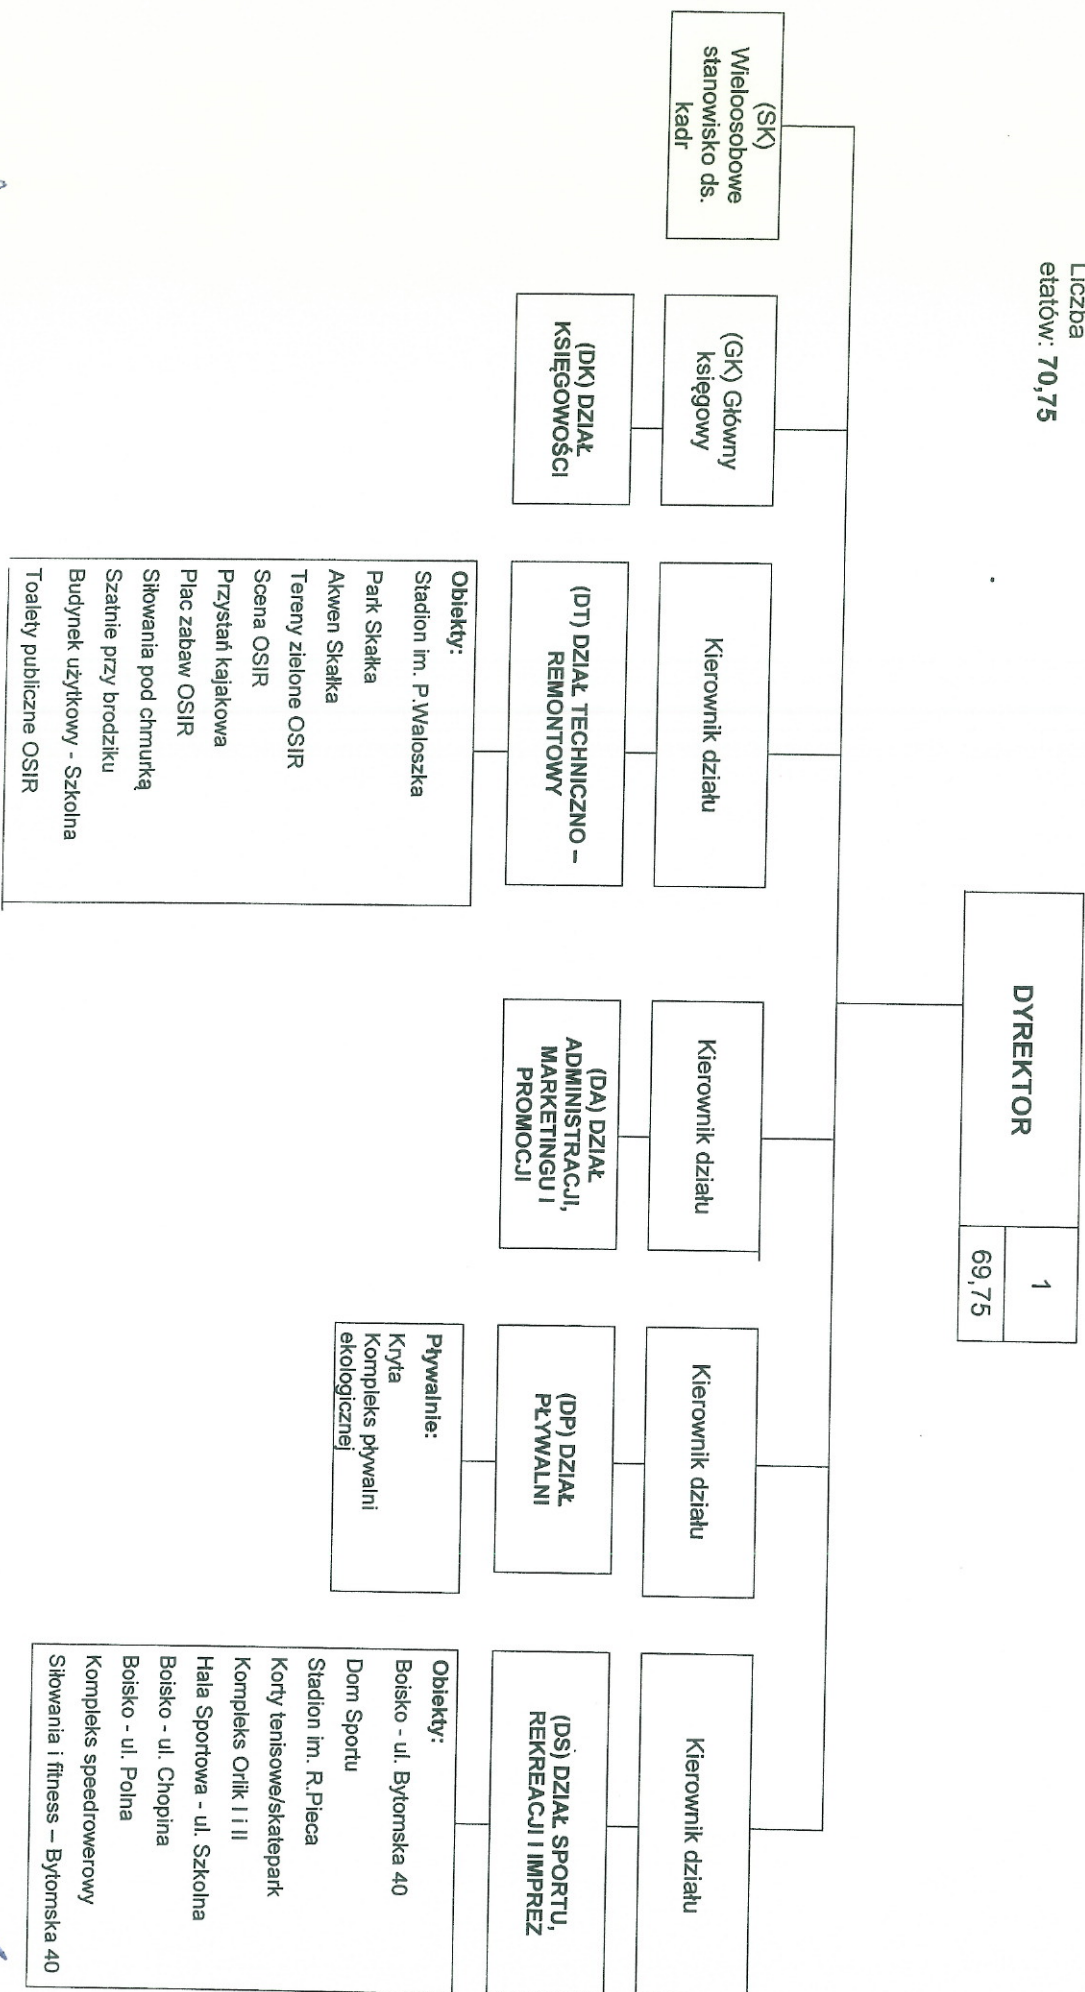 Liczba
etatów: 70,75
DYREKTOR
1
69,75
(SK)
Wieloosobowe
stanowisko ds.
kadr
(GK) Główny
księgowy
(DK) DZIAŁ
KSIĘGOWOŚCI
Kierownik działu
(DT) DZIAŁ TECHNICZNO –
REMONTOWY
Obiekty:
Stadion im. P.Waloszka
Park Skałka
Akwen Skałka
Tereny zielone OSIR
Scena OSIR
Przystań kajakowa
Plac zabaw OSIR
Siłowania pod chmurką
Szatnie przy brodziku
Budynek użytkowy - Szkolna
Toalety publiczne OSIR
Kierownik działu
(DA) DZIAŁ
ADMINISTRACJI,
MARKETINGU I
PROMOCJI
Kierownik działu
(DP) DZIAŁ
PŁYWALNI
Pływalnie:
Kryta
Kompleks pływalni
ekologicznej
Kierownik działu
(DS) DZIAŁ SPORTU,
REKREACJI I IMPREZ
Obiekty:
Boisko - ul. Bytomska 40
Dom Sportu
Stadion im. R.Pieca
Korty tenisowe/skatepark
Kompleks Orlik I i II
Hala Sportowa - ul. Szkolna
Boisko - ul. Chopina
Boisko - ul. Polna
Kompleks speedrowerowy
Siłowania i fitness – Bytomska 40